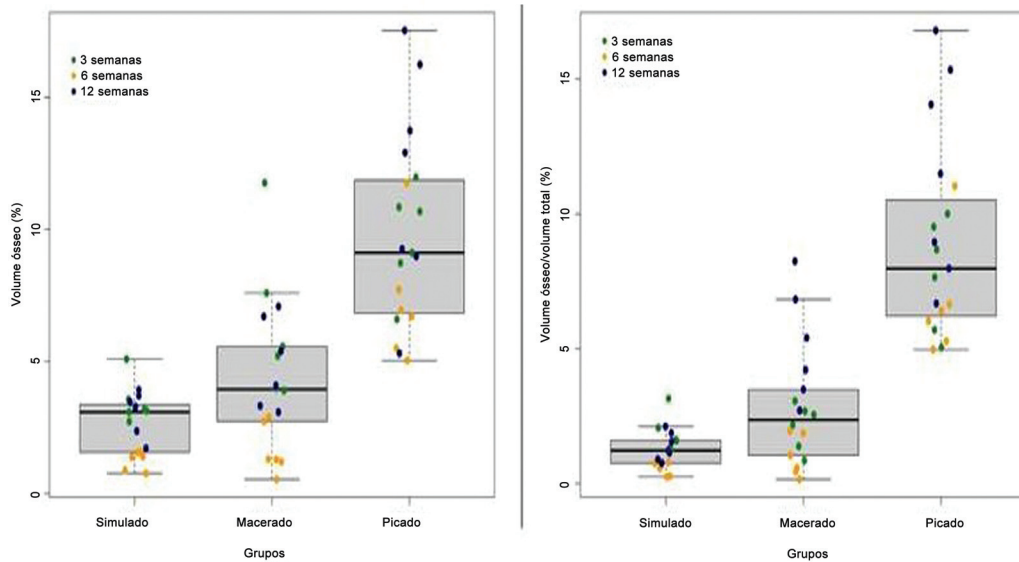 3 semanas
6 semanas
12 semanas
Volume ósseo (%)
15
10
5
0
Simulado Macerado Picado
Grupos
3 semanas
6 semanas
12 semanas
Volume ósseo/volume total (%)
15
10
5
0
Simulado Macerado Picado
Grupos